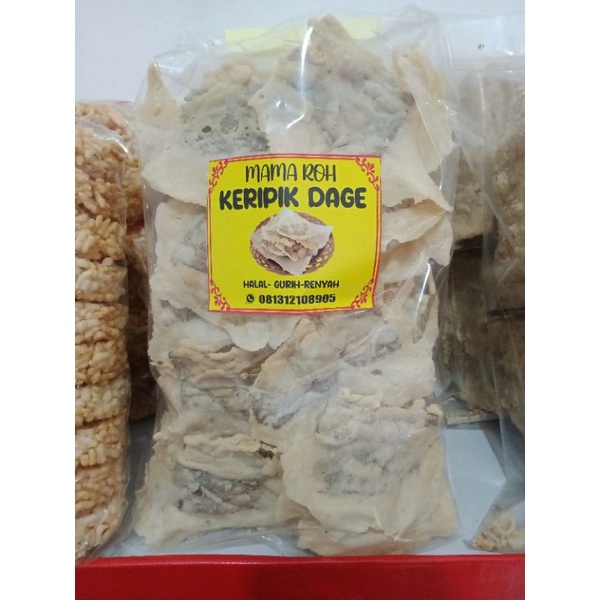 MAMA ROH
KERIPIK DAGE
HALAL- GURIH-RENYAH
081312108905